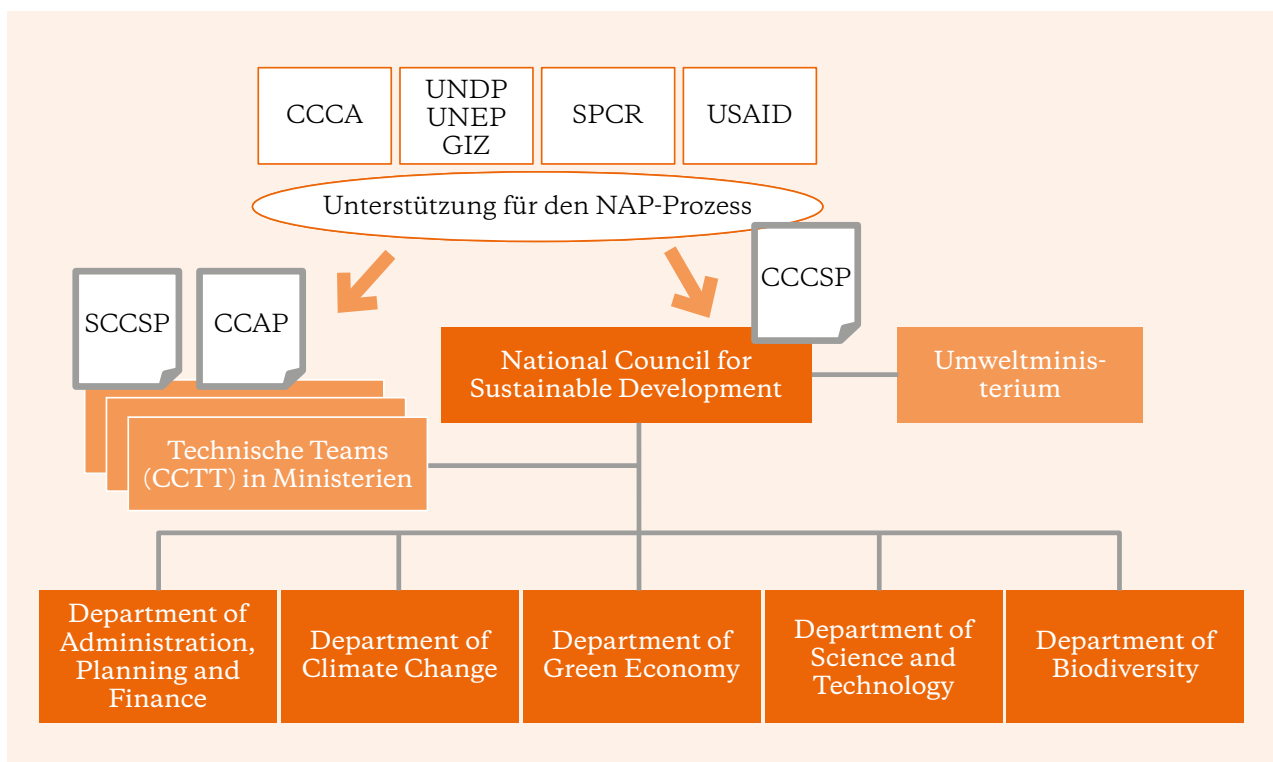 CCCA
UNDP
UNEP
GIZ
SPCR
USAID
Unterstützung für den NAP-Prozess
CCCSP
SCCSP
CCAP
National Council for
Sustainable Development
Umweltminis-
terium
Technische Teams
(CCTT) in Ministerien
Department of
Administration,
Planning and
Finance
Department of
Climate Change
Department of
Green Economy
Department of
Science and
Technology
Department of
Biodiversity